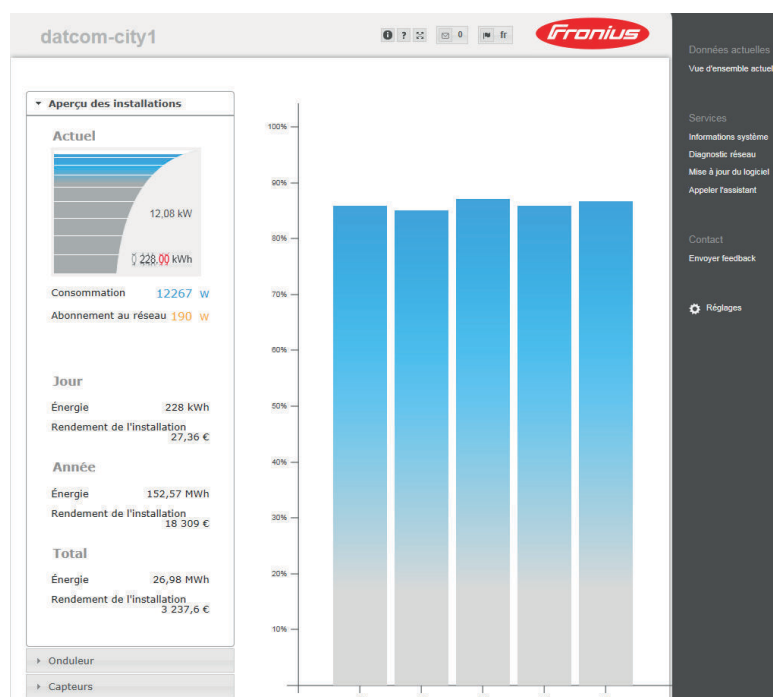 datcom-city1
0
fr
Fronius
Aperçu des installations
Actuel
12,08 kW
228,00 kWh
Consommation 12267 W
Abonnement au réseau 190 W
Jour
Énergie 228 kWh
Rendement de l'installation
27,36 €
Année
Énergie 152,57 MWh
Rendement de l'installation
18 309 €
Total
Énergie 26,98 MWh
Rendement de l'installation
3 237,6 €
Onduleur
Capteurs
100%
90%
80%
70%
60%
50%
40%
30%
20%
10%
Données actuelles
Vue d'ensemble actuel
Services
Informations système
Diagnostic réseau
Mise à jour du logiciel
Appeler l'assistant
Contact
Envoyer feedback
Réglages